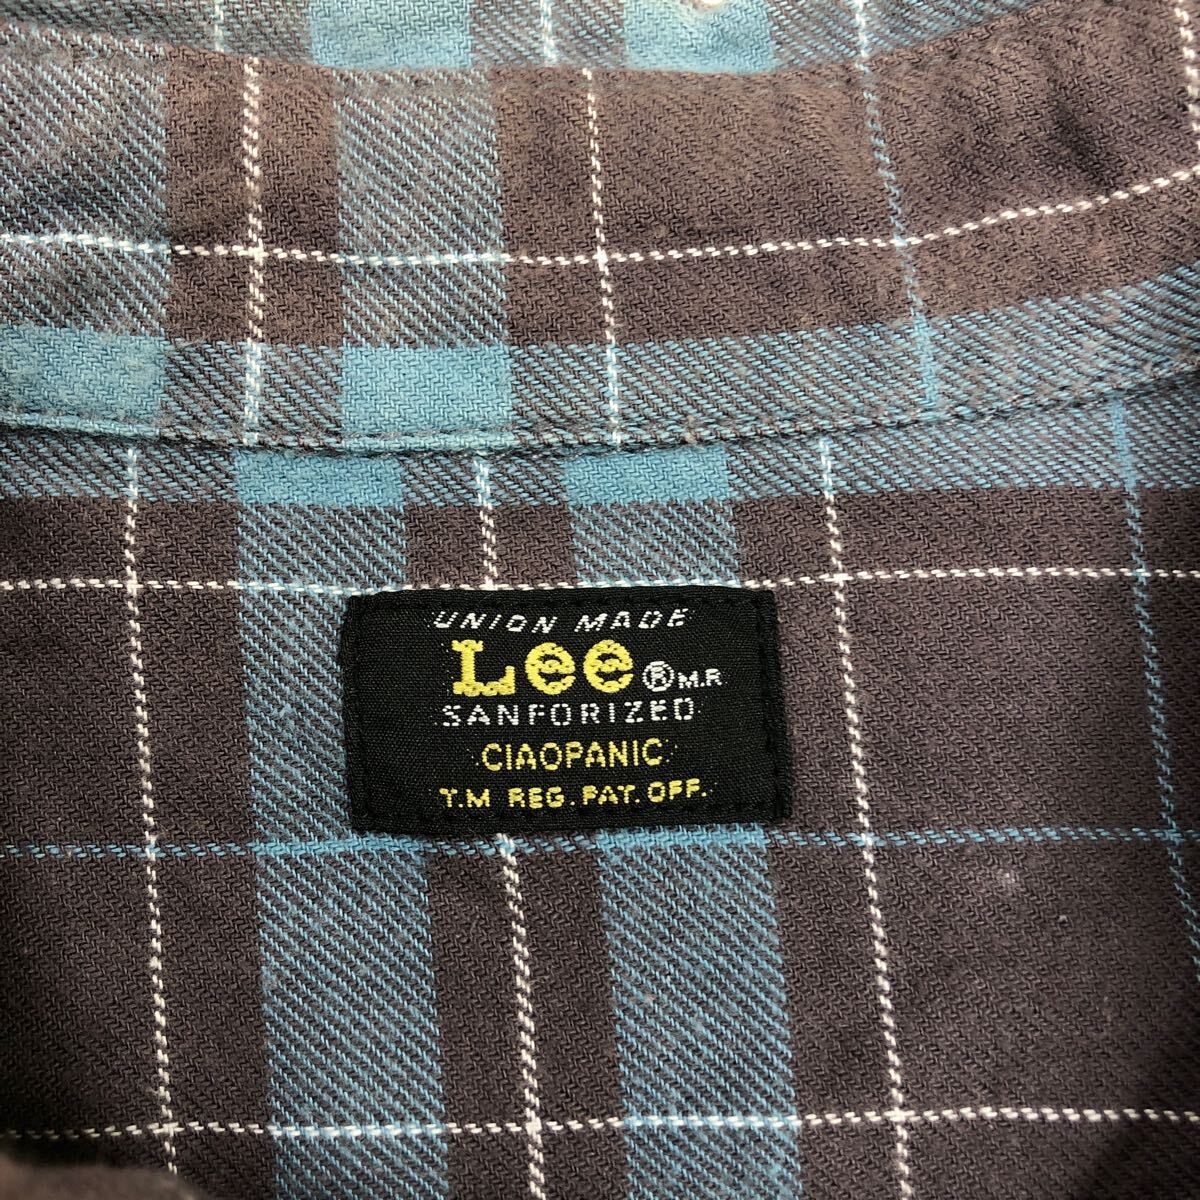 UNION MADE
Lee ® M.R
SANFORIZED
CIAOPANIC
T.M REG. PAT. OFF.